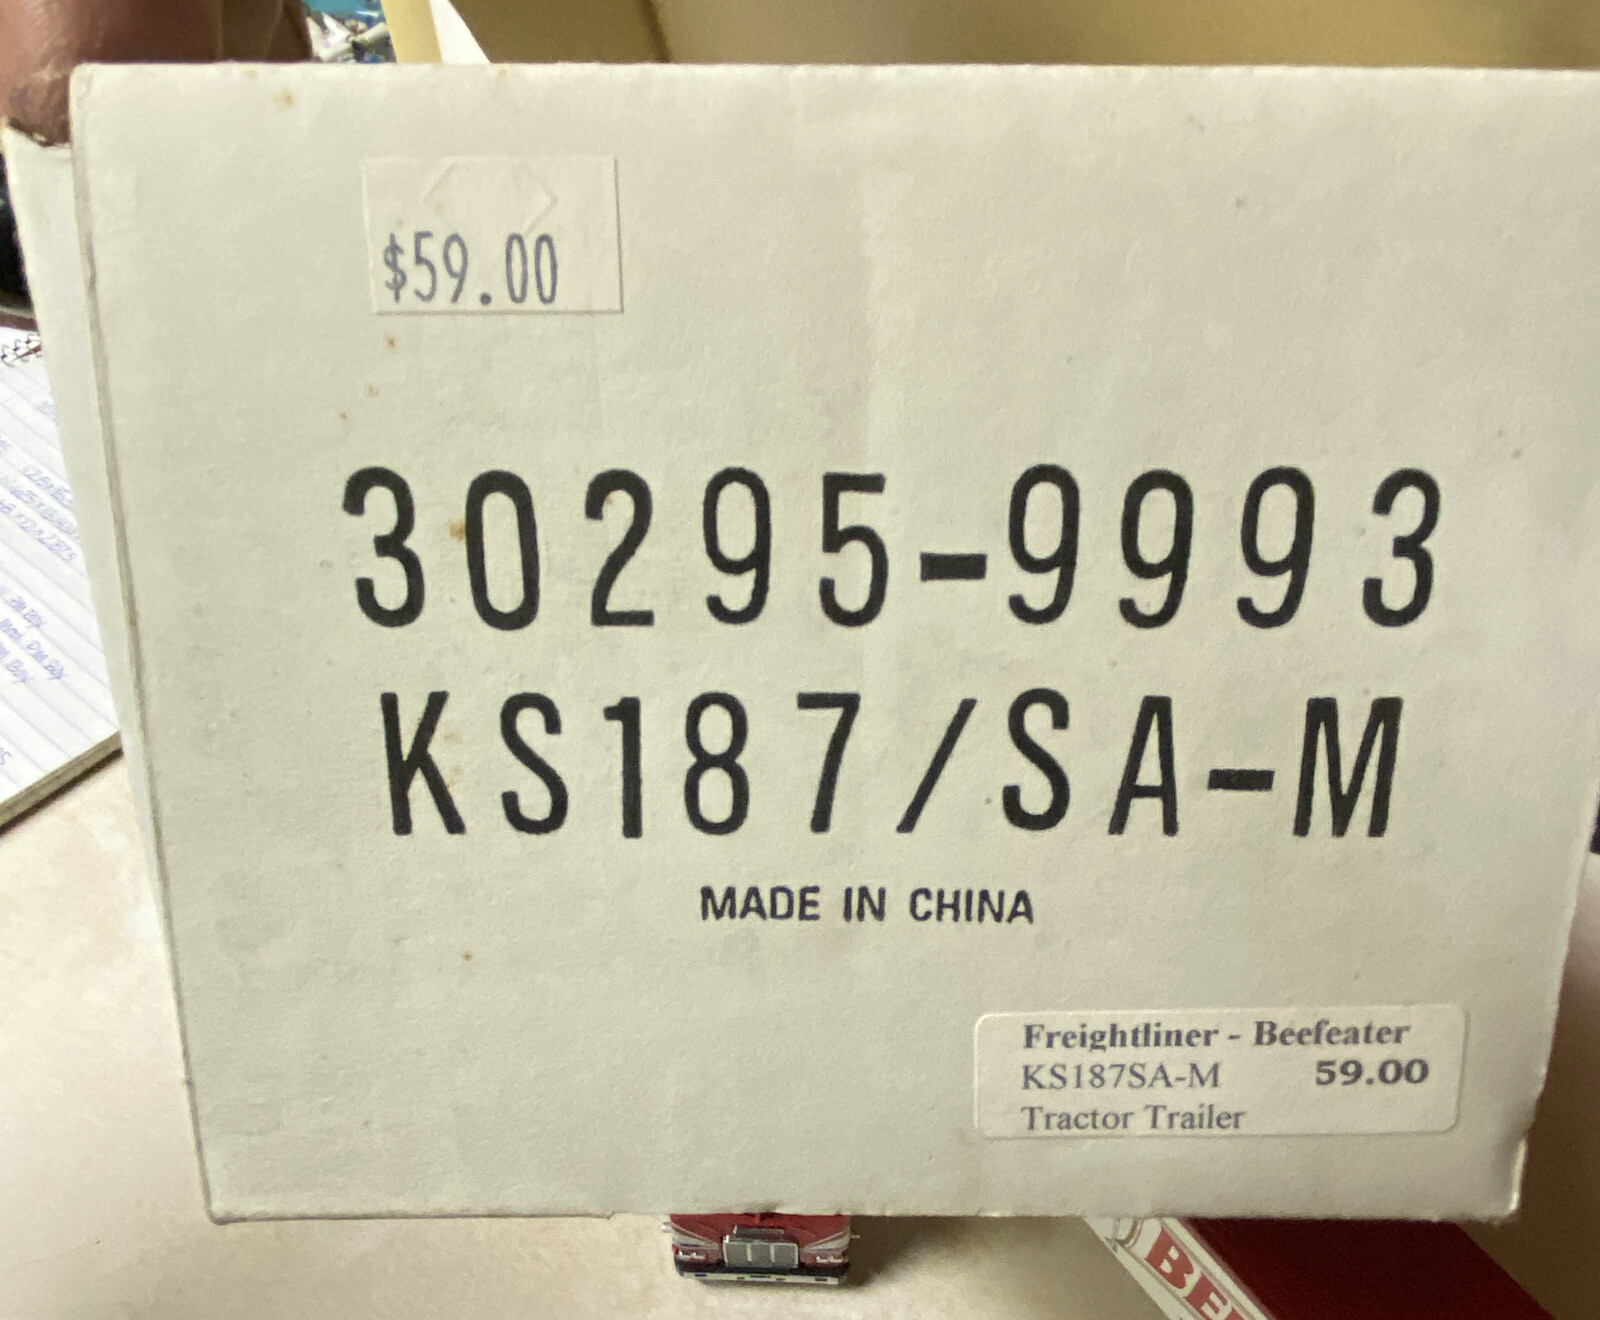 $59.00
30295-9993
KS187/SA-M
MADE IN CHINA
Freightliner - Beefeater
KS187SA-M 59.00
Tractor Trailer